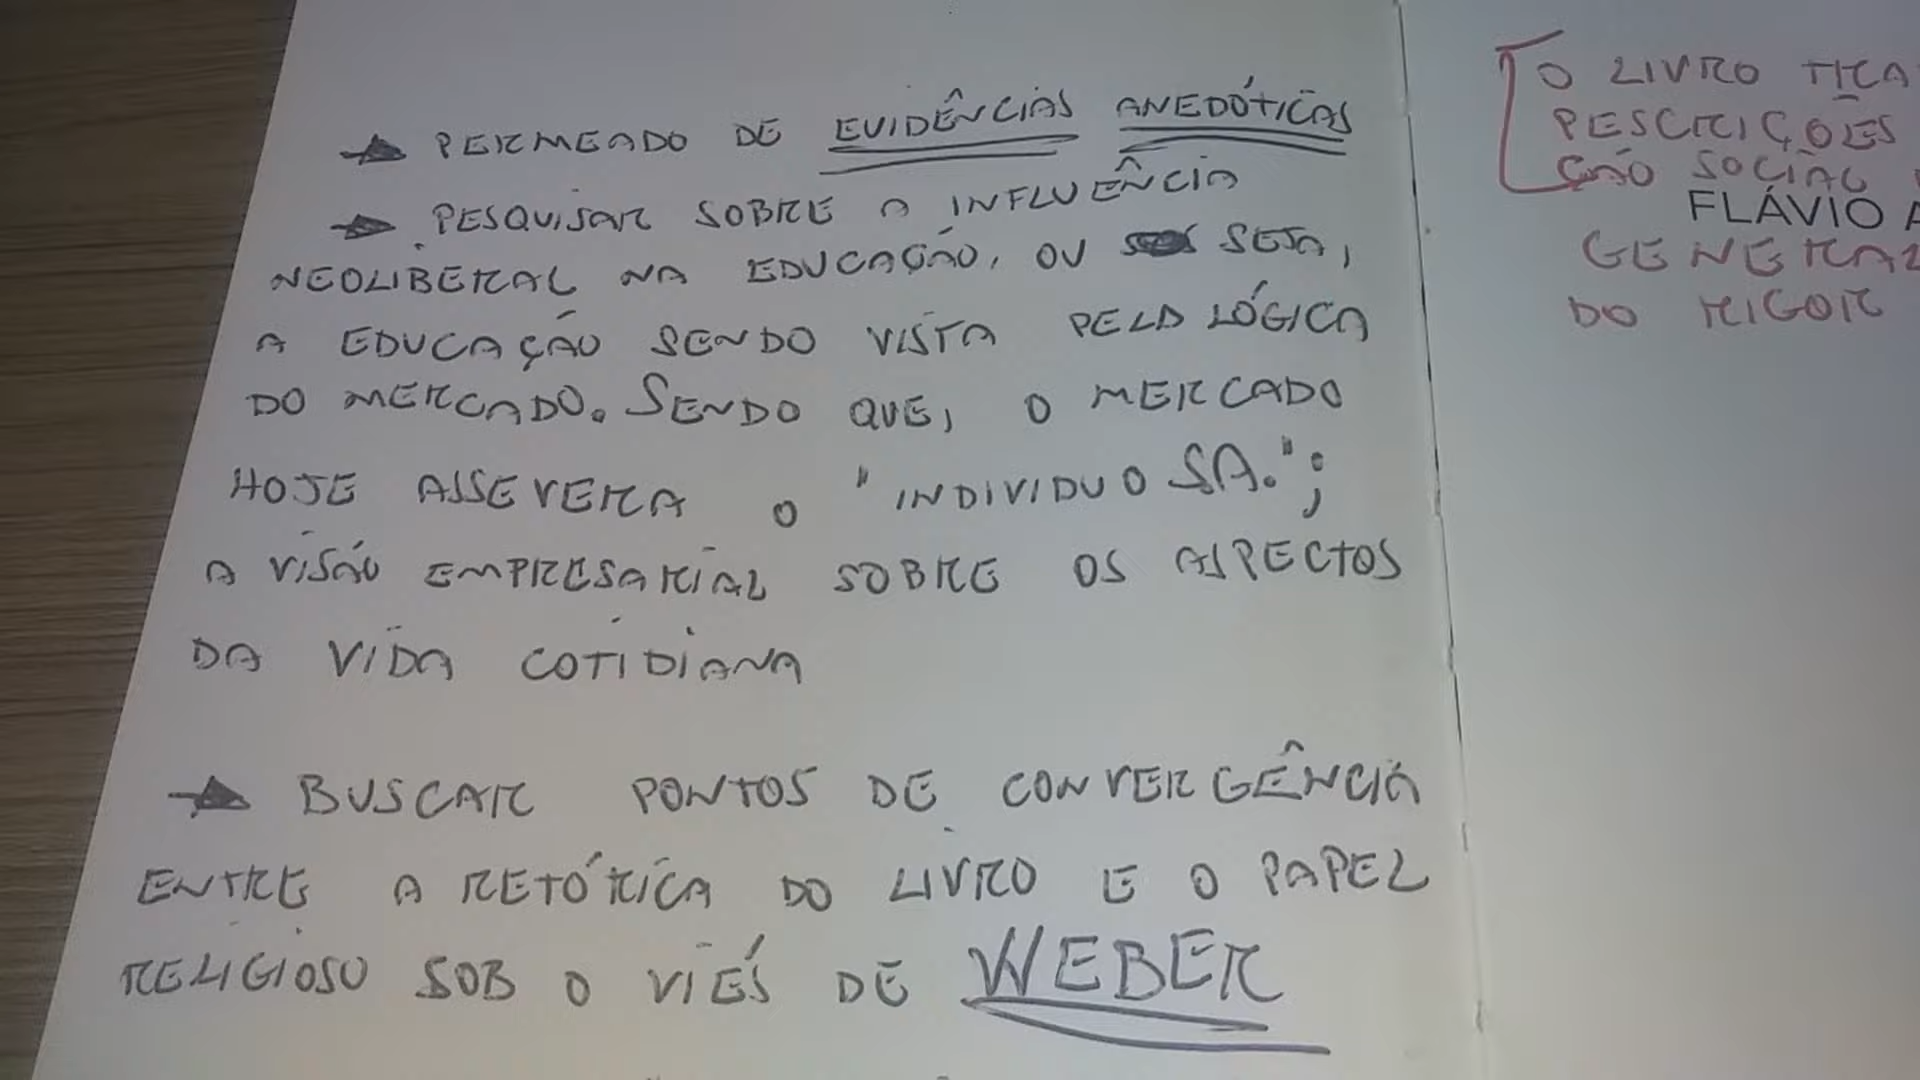 → PERMEADO DE EVIDÊNCIAS ANEDÓTICAS
→ PESQUISAR SOBRE A INFLUÊNCIA
NEOLIBERAL NA EDUCAÇÃO, OU SEJA,
A EDUCAÇÃO SENDO VISTA PELA LÓGICA
DO MERCADO. SENDO QUE, O MERCADO
HOJE ASSEVERA O "INDIVIDUO SA.";
A VISÃO EMPRESARIAL SOBRE OS ASPECTOS
DA VIDA COTIDIANA
→ BUSCAR PONTOS DE CONVERGÊNCIA
ENTRE A RETÓRICA DO LIVRO E O PAPEL
RELIGIOSO SOB O VIÉS DE WEBER
O LIVRO
PESCRIÇÕES
ÇÃO SOCIAL
FLÁVIO A
GENERAL
DO RIGOR